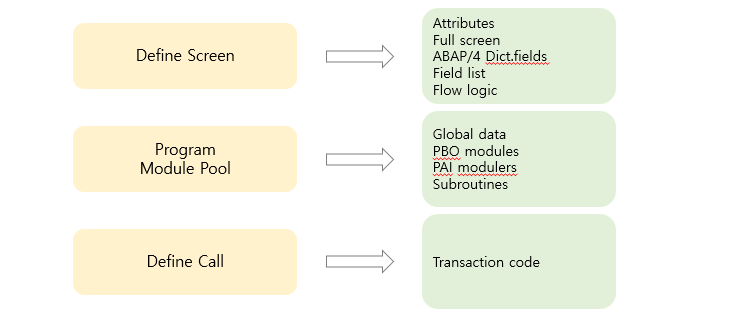 Define Screen
Attributes
Full screen
ABAP/4 Dict.fields
Field list
Flow logic
Program
Module Pool
Global data
PBO modules
PAI modulers
Subroutines
Define Call
Transaction code